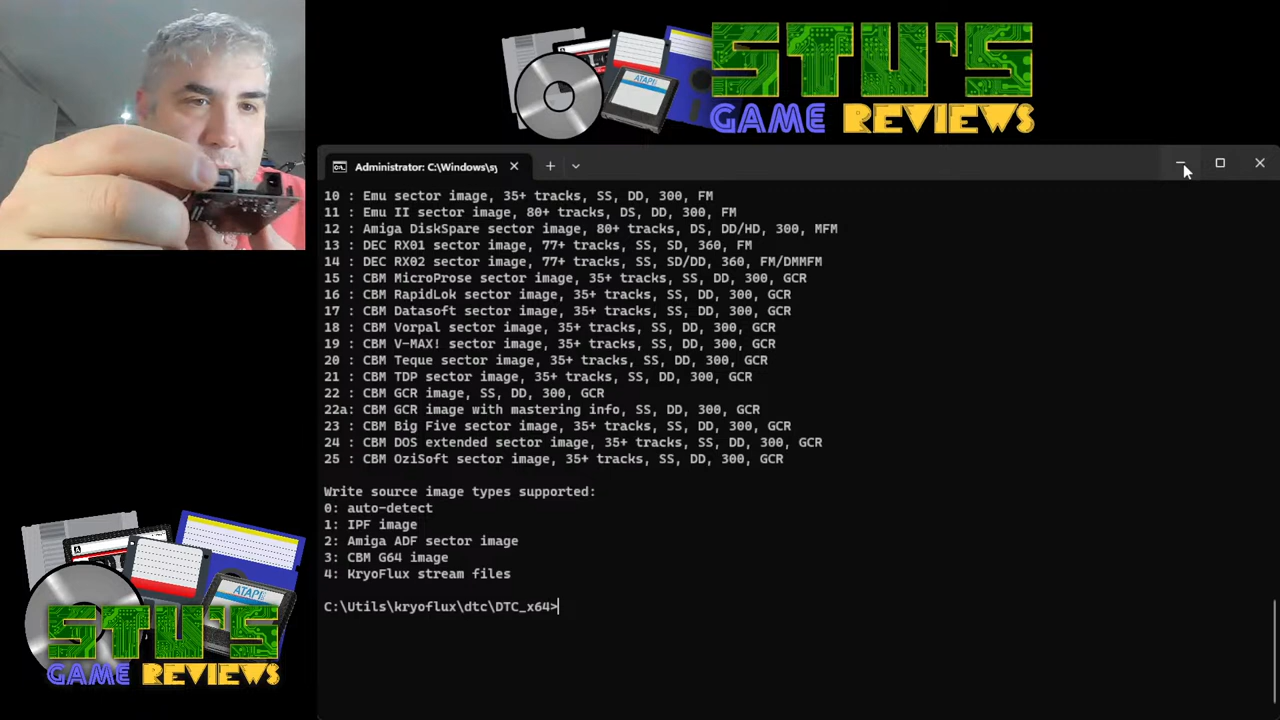 STU'S
GAME REVIEWS
ATAPI
Administrator: C:\Windows\sy
10 : Emu sector image, 35+ tracks, SS, DD, 300, FM
11 : Emu II sector image, 80+ tracks, DS, DD, 300, FM
12 : Amiga DiskSpare sector image, 80+ tracks, DS, DD/HD, 300, MFM
13 : DEC RX01 sector image, 77+ tracks, SS, SD, 360, FM
14 : DEC RX02 sector image, 77+ tracks, SS, SD/DD, 360, FM/DMMFM
15 : CBM MicroProse sector image, 35+ tracks, SS, DD, 300, GCR
16 : CBM RapidLok sector image, 35+ tracks, SS, DD, 300, GCR
17 : CBM Datasoft sector image, 35+ tracks, SS, DD, 300, GCR
18 : CBM Vorpal sector image, 35+ tracks, SS, DD, 300, GCR
19 : CBM V-MAX! sector image, 35+ tracks, SS, DD, 300, GCR
20 : CBM Teque sector image, 35+ tracks, SS, DD, 300, GCR
21 : CBM TDP sector image, 35+ tracks, SS, DD, 300, GCR
22 : CBM GCR image, SS, DD, 300, GCR
22a: CBM GCR image with mastering info, SS, DD, 300, GCR
23 : CBM Big Five sector image, 35+ tracks, SS, DD, 300, GCR
24 : CBM DOS extended sector image, 35+ tracks, SS, DD, 300, GCR
25 : CBM OziSoft sector image, 35+ tracks, SS, DD, 300, GCR
Write source image types supported:
0: auto-detect
1: IPF image
2: Amiga ADF sector image
3: CBM G64 image
4: KryoFlux stream files
C:\Utils\kryoflux\dtc\DTC_x64>
A
ATAPI
STU'S
GAME REVIEWS